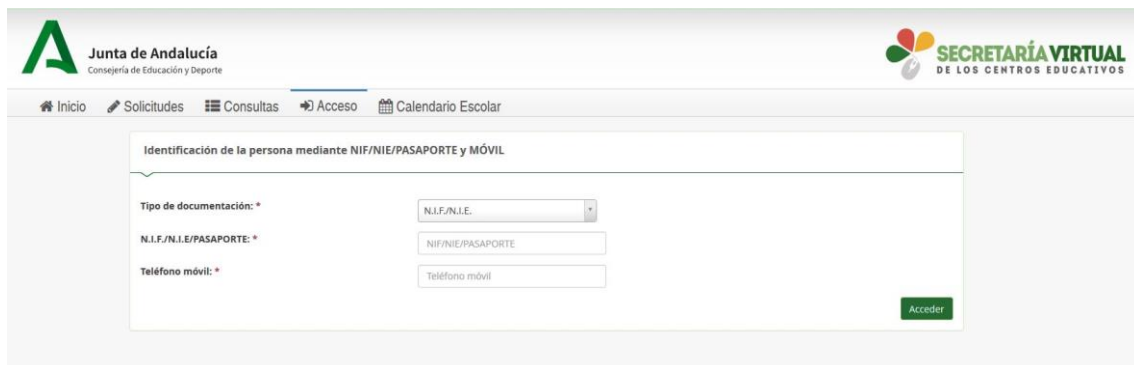 Junta de Andalucía
Consejería de Educación y Deporte
SECRETARÍA VIRTUAL
DE LOS CENTROS EDUCATIVOS
Inicio Solicitudes Consultas Acceso Calendario Escolar
Identificación de la persona mediante NIF/NIE/PASAPORTE y MÓVIL
Tipo de documentación: * N.I.F./N.I.E.
N.I.F./N.I.E/PASAPORTE: * NIF/NIE/PASAPORTE
Teléfono móvil: * Teléfono móvil
Acceder